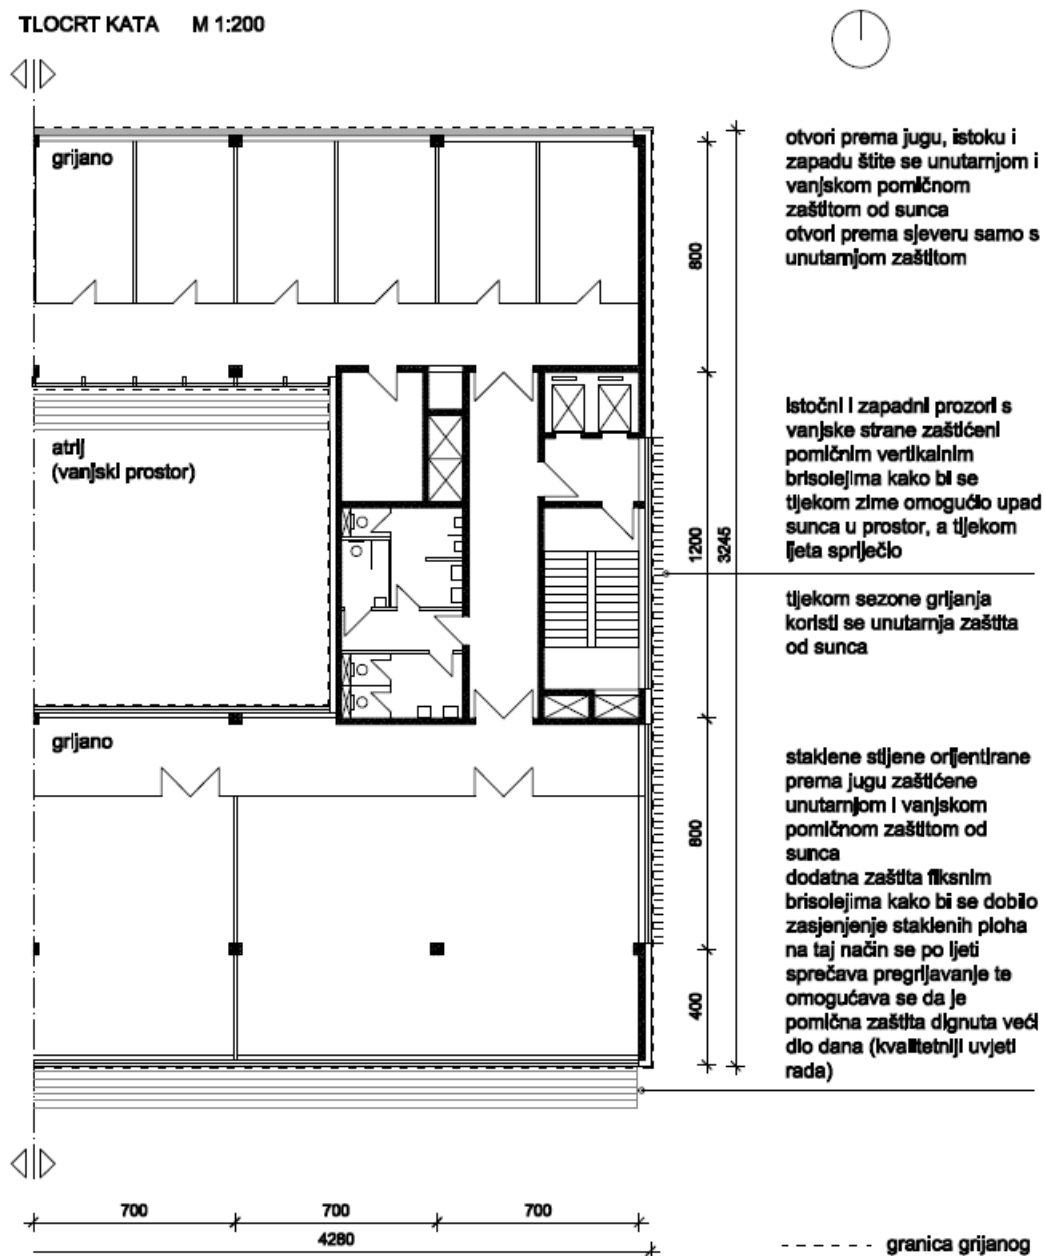 TLOCRT KATA M 1:200
grijano
otvori prema jugu, istoku i
zapadu štite se unutarnjom i
vanjskom pomičnom
zaštitom od sunca
otvori prema sjeveru samo s
unutarnjom zaštitom
800
atrij
(vanjski prostor)
istočni i zapadni prozori s
vanjske strane zaštićeni
pomičnim vertikalnim
brisolejima kako bi se
tijekom zime omogućio upad
sunca u prostor, a tijekom
ljeta spriječio
1200
3245
tijekom sezone grijanja
koristi se unutarnja zaštita
od sunca
grijano
staklene stijene orijentirane
prema jugu zaštićene
unutarnjom i vanjskom
pomičnom zaštitom od
sunca
dodatna zaštita fiksnim
brisolejima kako bi se dobilo
zasjenjenje staklenih ploha
na taj način se po ljeti
sprečava pregrijavanje te
omogućava se da je
pomična zaštita dignuta veći
dio dana (kvalitetniji uvjeti
rada)
800
400
700 700 700
4280
granica grijanog